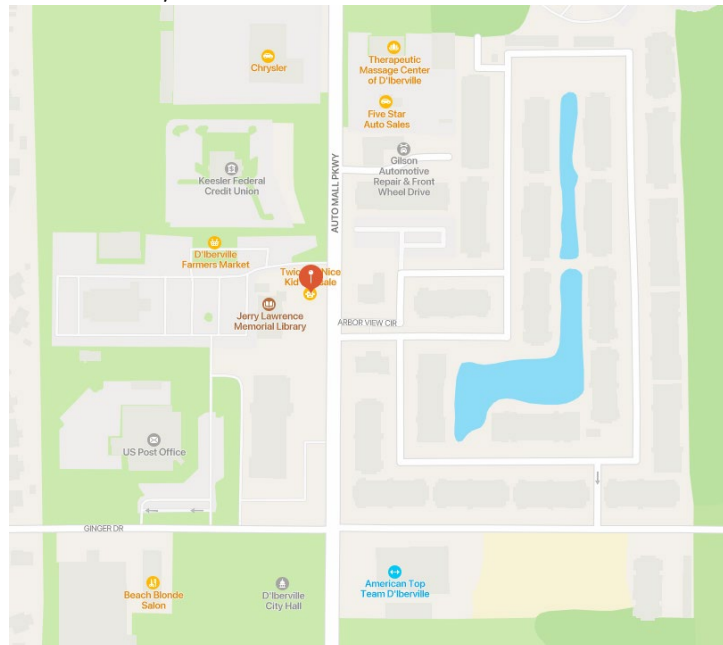 Chrysler
Therapeutic
Massage Center
of D'Iberville
Five Star
Auto Sales
Gilson
Automotive
Repair & Front
Wheel Drive
Keesler Federal
Credit Union
AUTO MALL PKWY
D'Iberville
Farmers Market
Nice
Kid
Jerry Lawrence
Memorial Library
ARBOR VIEW CIR
US Post Office
GINGER DR
Beach Blonde
Salon
D'Iberville
City Hall
American Top
Team D'Iberville